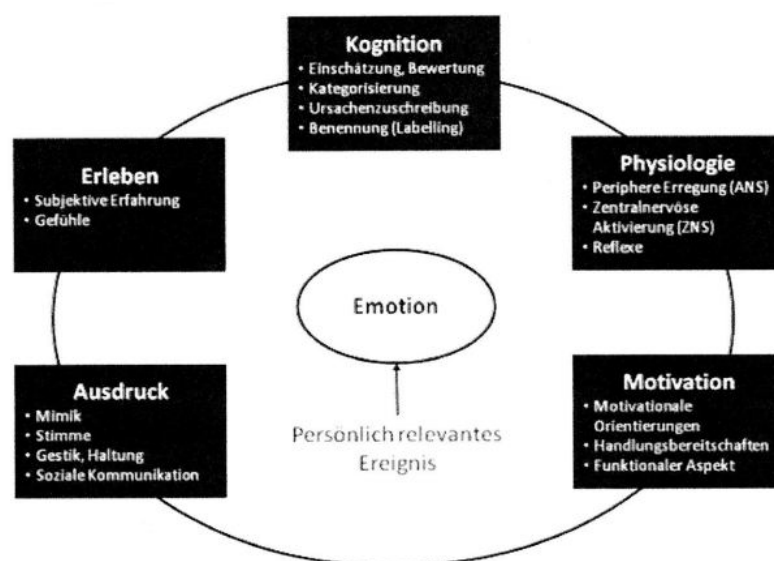 Kognition
• Einschätzung, Bewertung
• Kategorisierung
• Ursachenzuschreibung
• Benennung (Labelling)
Erleben
• Subjektive Erfahrung
• Gefühle
Physiologie
• Periphere Erregung (ANS)
• Zentralnervöse
Aktivierung (ZNS)
• Reflexe
Emotion
Ausdruck
• Mimik
• Stimme
• Gestik, Haltung
• Soziale Kommunikation
Persönlich relevantes
Ereignis
Motivation
• Motivationale
Orientierungen
• Handlungsbereitschaften
• Funktionaler Aspekt